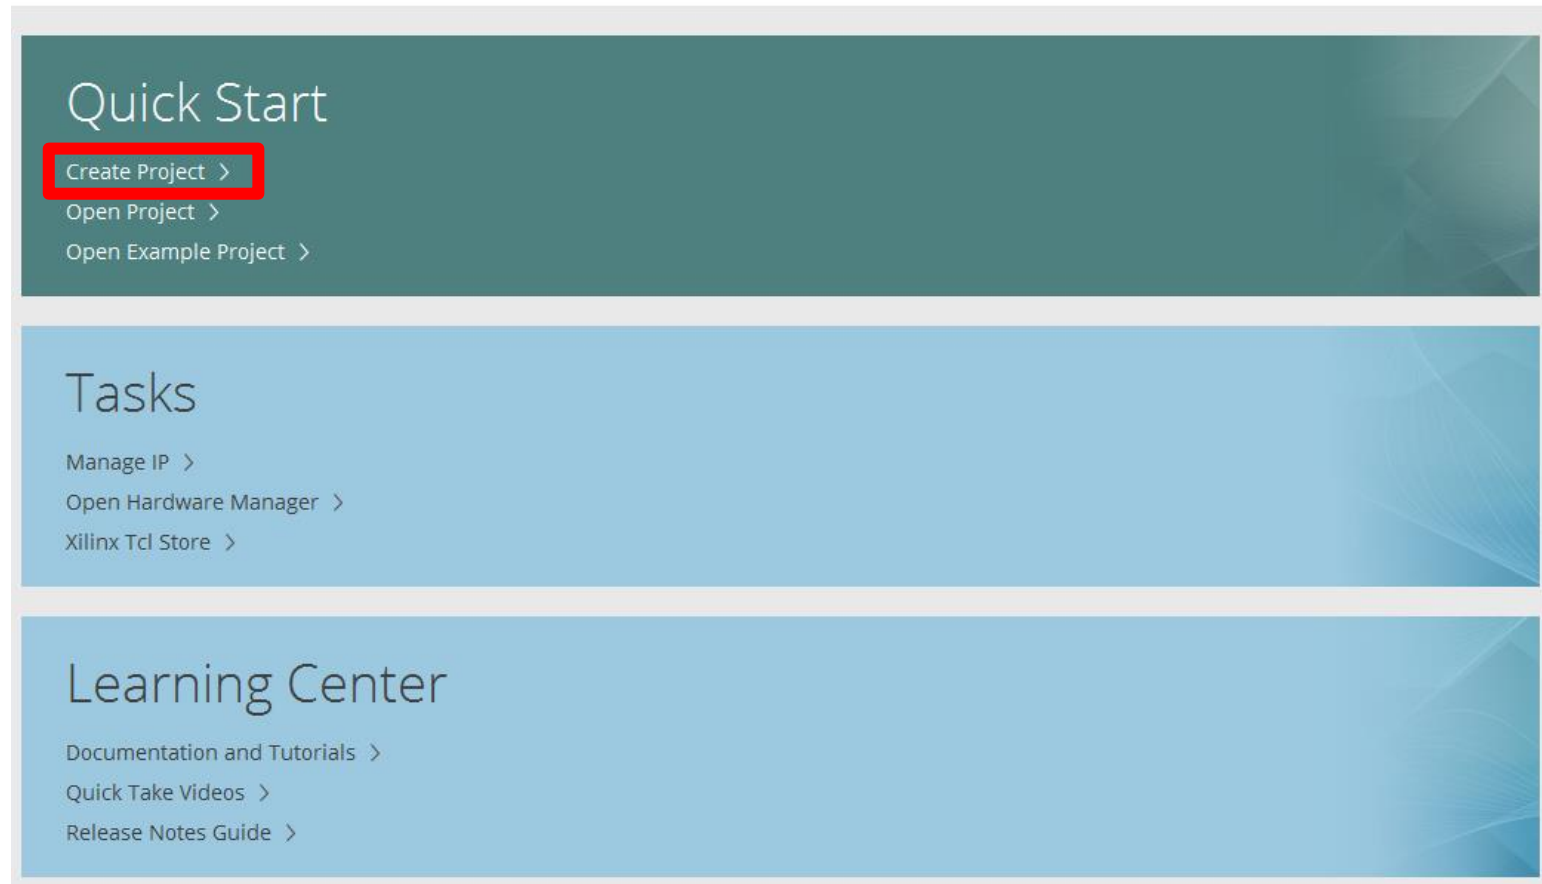 Quick Start
Create Project >
Open Project >
Open Example Project >
Tasks
Manage IP >
Open Hardware Manager >
Xilinx Tcl Store >
Learning Center
Documentation and Tutorials >
Quick Take Videos >
Release Notes Guide >